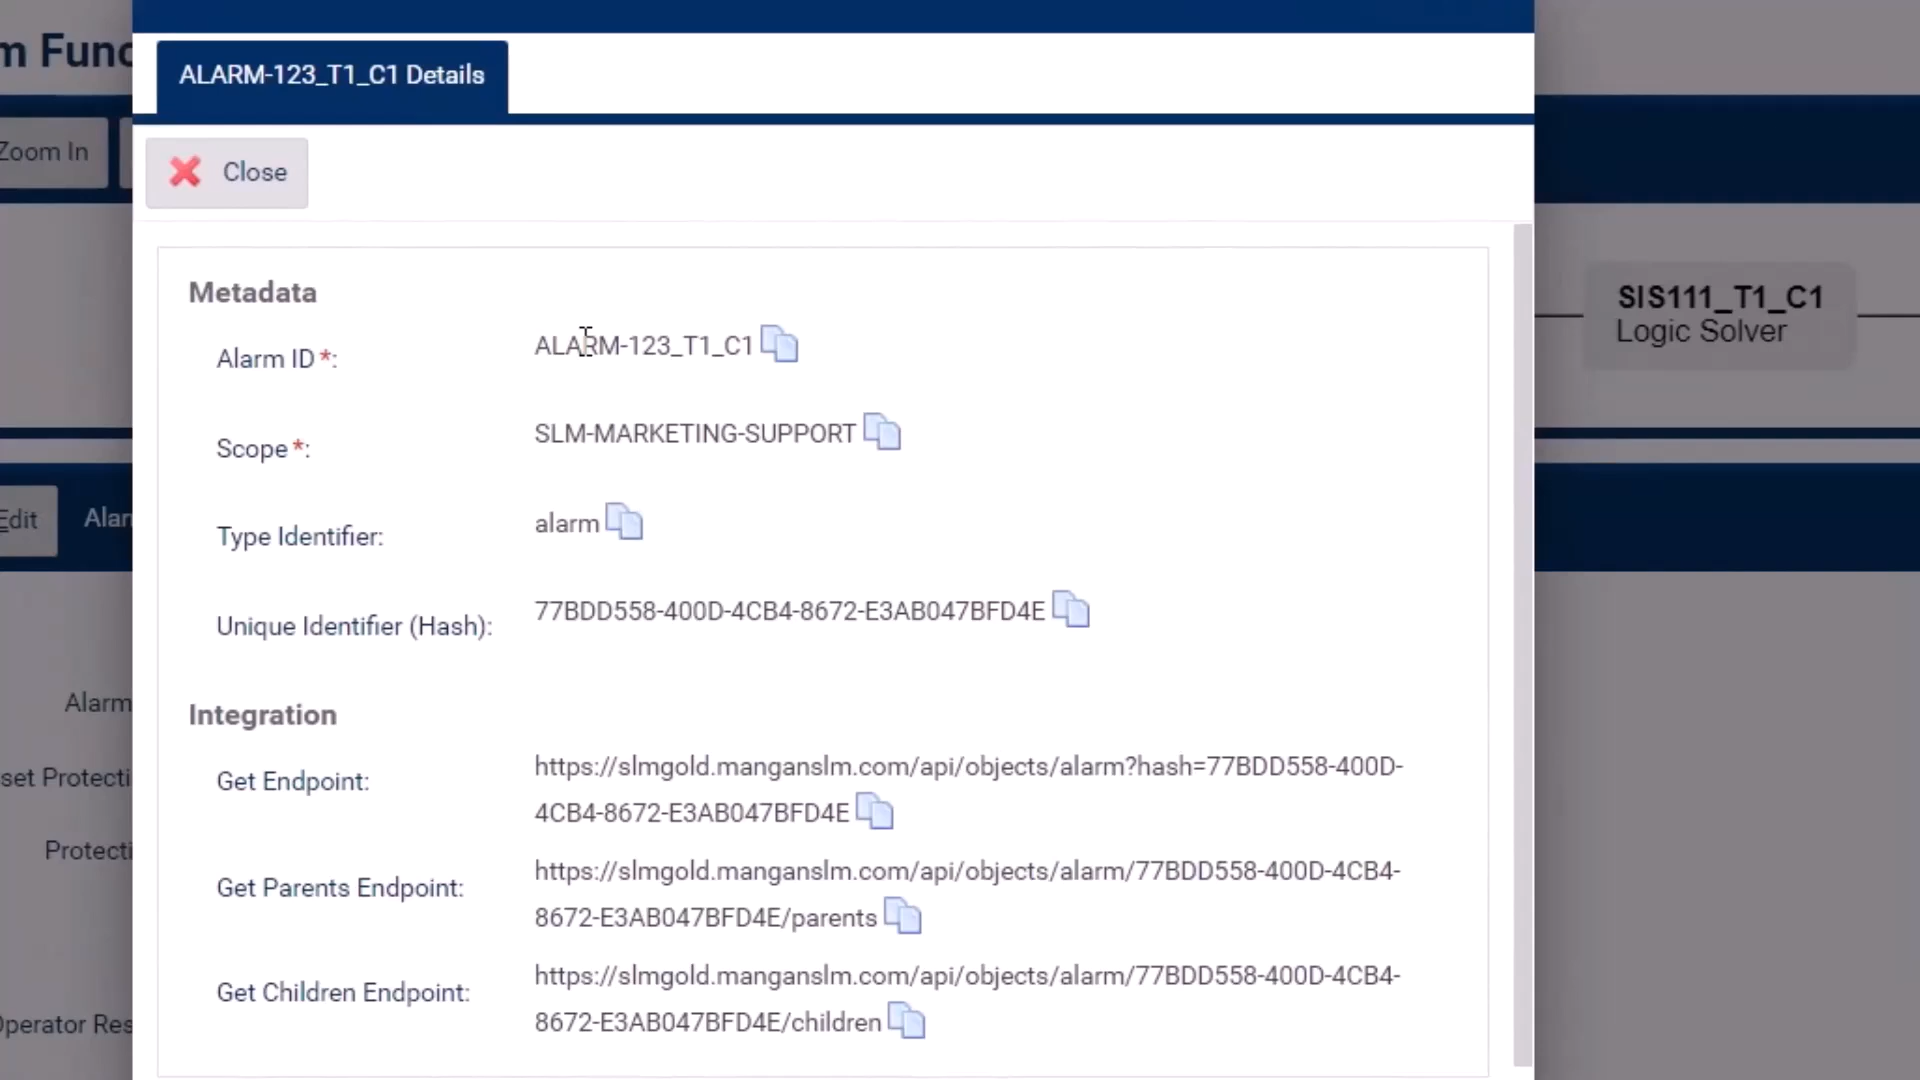 m Func
ALARM-123_T1_C1 Details
Zoom In
Close
Metadata
SIS111_T1_C1
Logic Solver
Alarm ID *:
ALARM-123_T1_C1
Scope *:
SLM-MARKETING-SUPPORT
Edit
Alar
Type Identifier:
alarm
Unique Identifier (Hash):
77BDD558-400D-4CB4-8672-E3AB047BFD4E
Alarm
Integration
set Protecti
Get Endpoint:
https://slmgold.manganslm.com/api/objects/alarm?hash=77BDD558-400D-
4CB4-8672-E3AB047BFD4E
Protecti
Get Parents Endpoint:
https://slmgold.manganslm.com/api/objects/alarm/77BDD558-400D-4CB4-
8672-E3AB047BFD4E/parents
Get Children Endpoint:
https://slmgold.manganslm.com/api/objects/alarm/77BDD558-400D-4CB4-
8672-E3AB047BFD4E/children
Operator Res